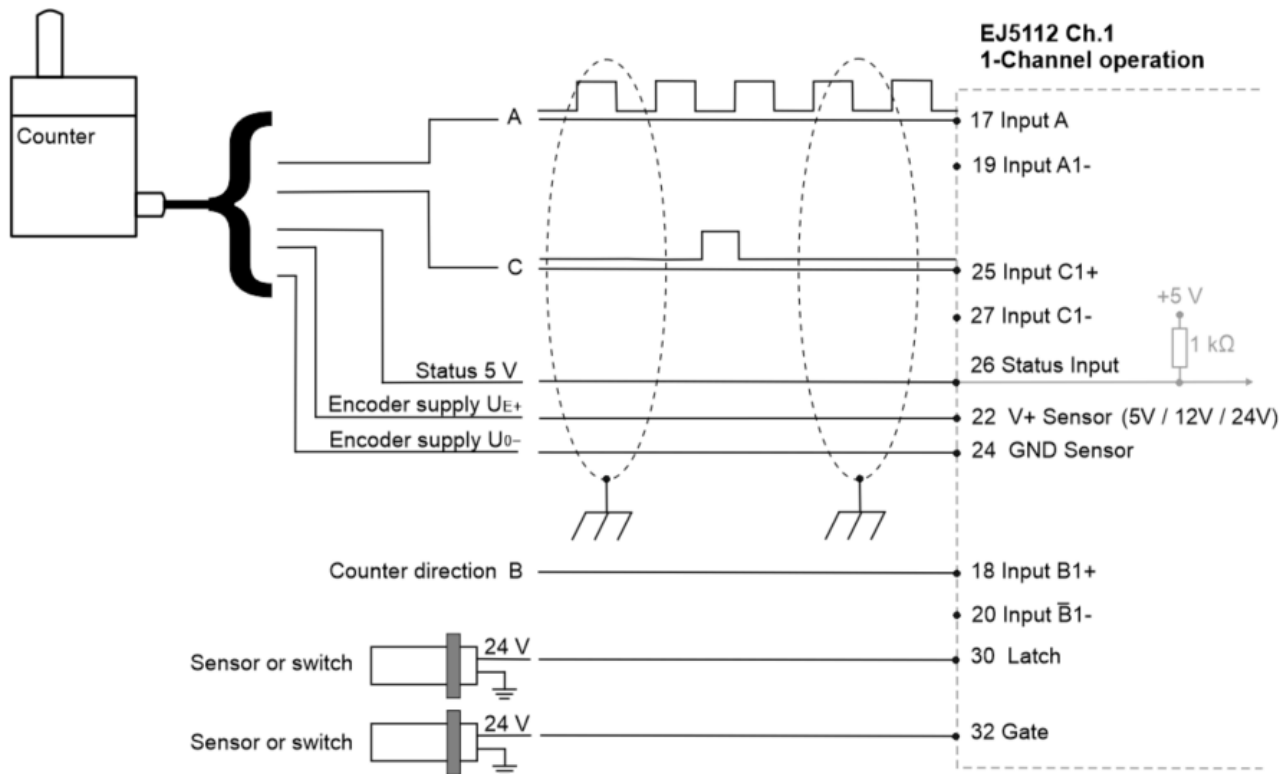 EJ5112 Ch.1
1-Channel operation
Counter
A
17 Input A
19 Input A1-
C
25 Input C1+
27 Input C1-
+5 V
1 kΩ
Status 5 V
26 Status Input
Encoder supply UE+
22 V+ Sensor (5V / 12V / 24V)
Encoder supply U0–
24 GND Sensor
Counter direction B
18 Input B1+
20 Input B̅1-
Sensor or switch
24 V
30 Latch
Sensor or switch
24 V
32 Gate